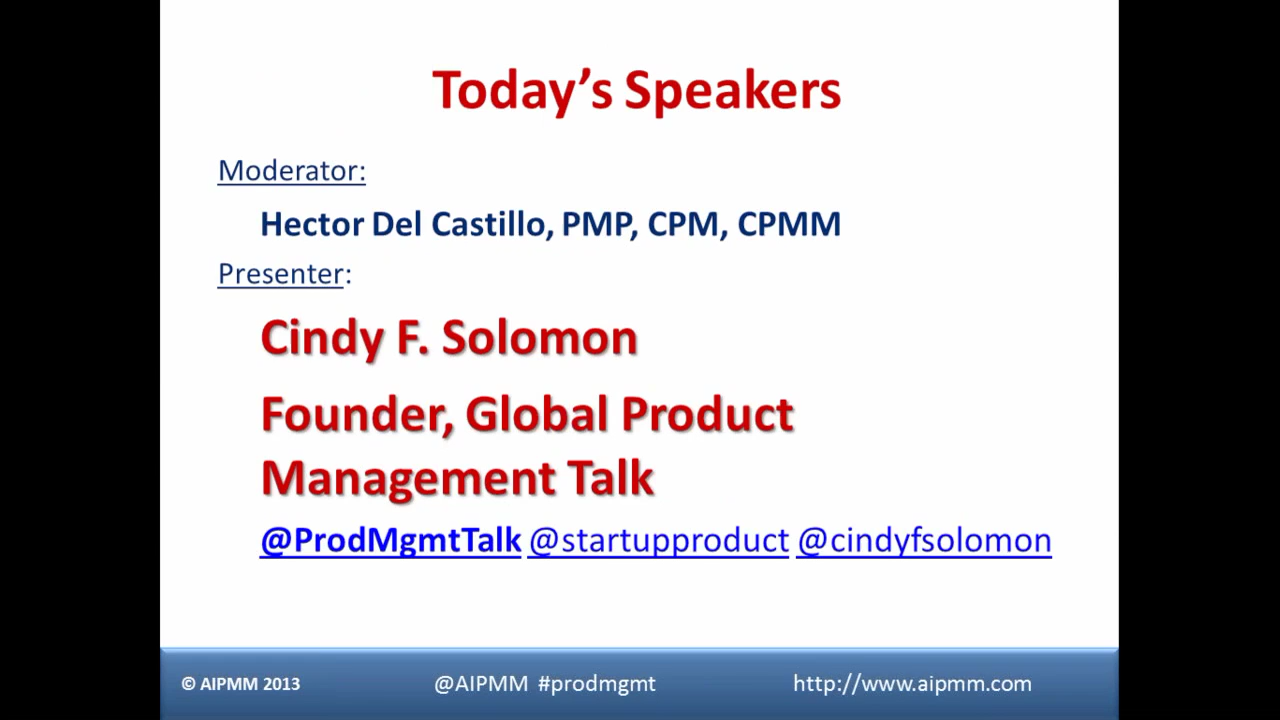 Today’s Speakers
Moderator:
Hector Del Castillo, PMP, CPM, CPMM
Presenter:
Cindy F. Solomon
Founder, Global Product
Management Talk
@ProdMgmtTalk @startupproduct @cindyfsolomon
© AIPMM 2013 @AIPMM #prodmgmt http://www.aipmm.com